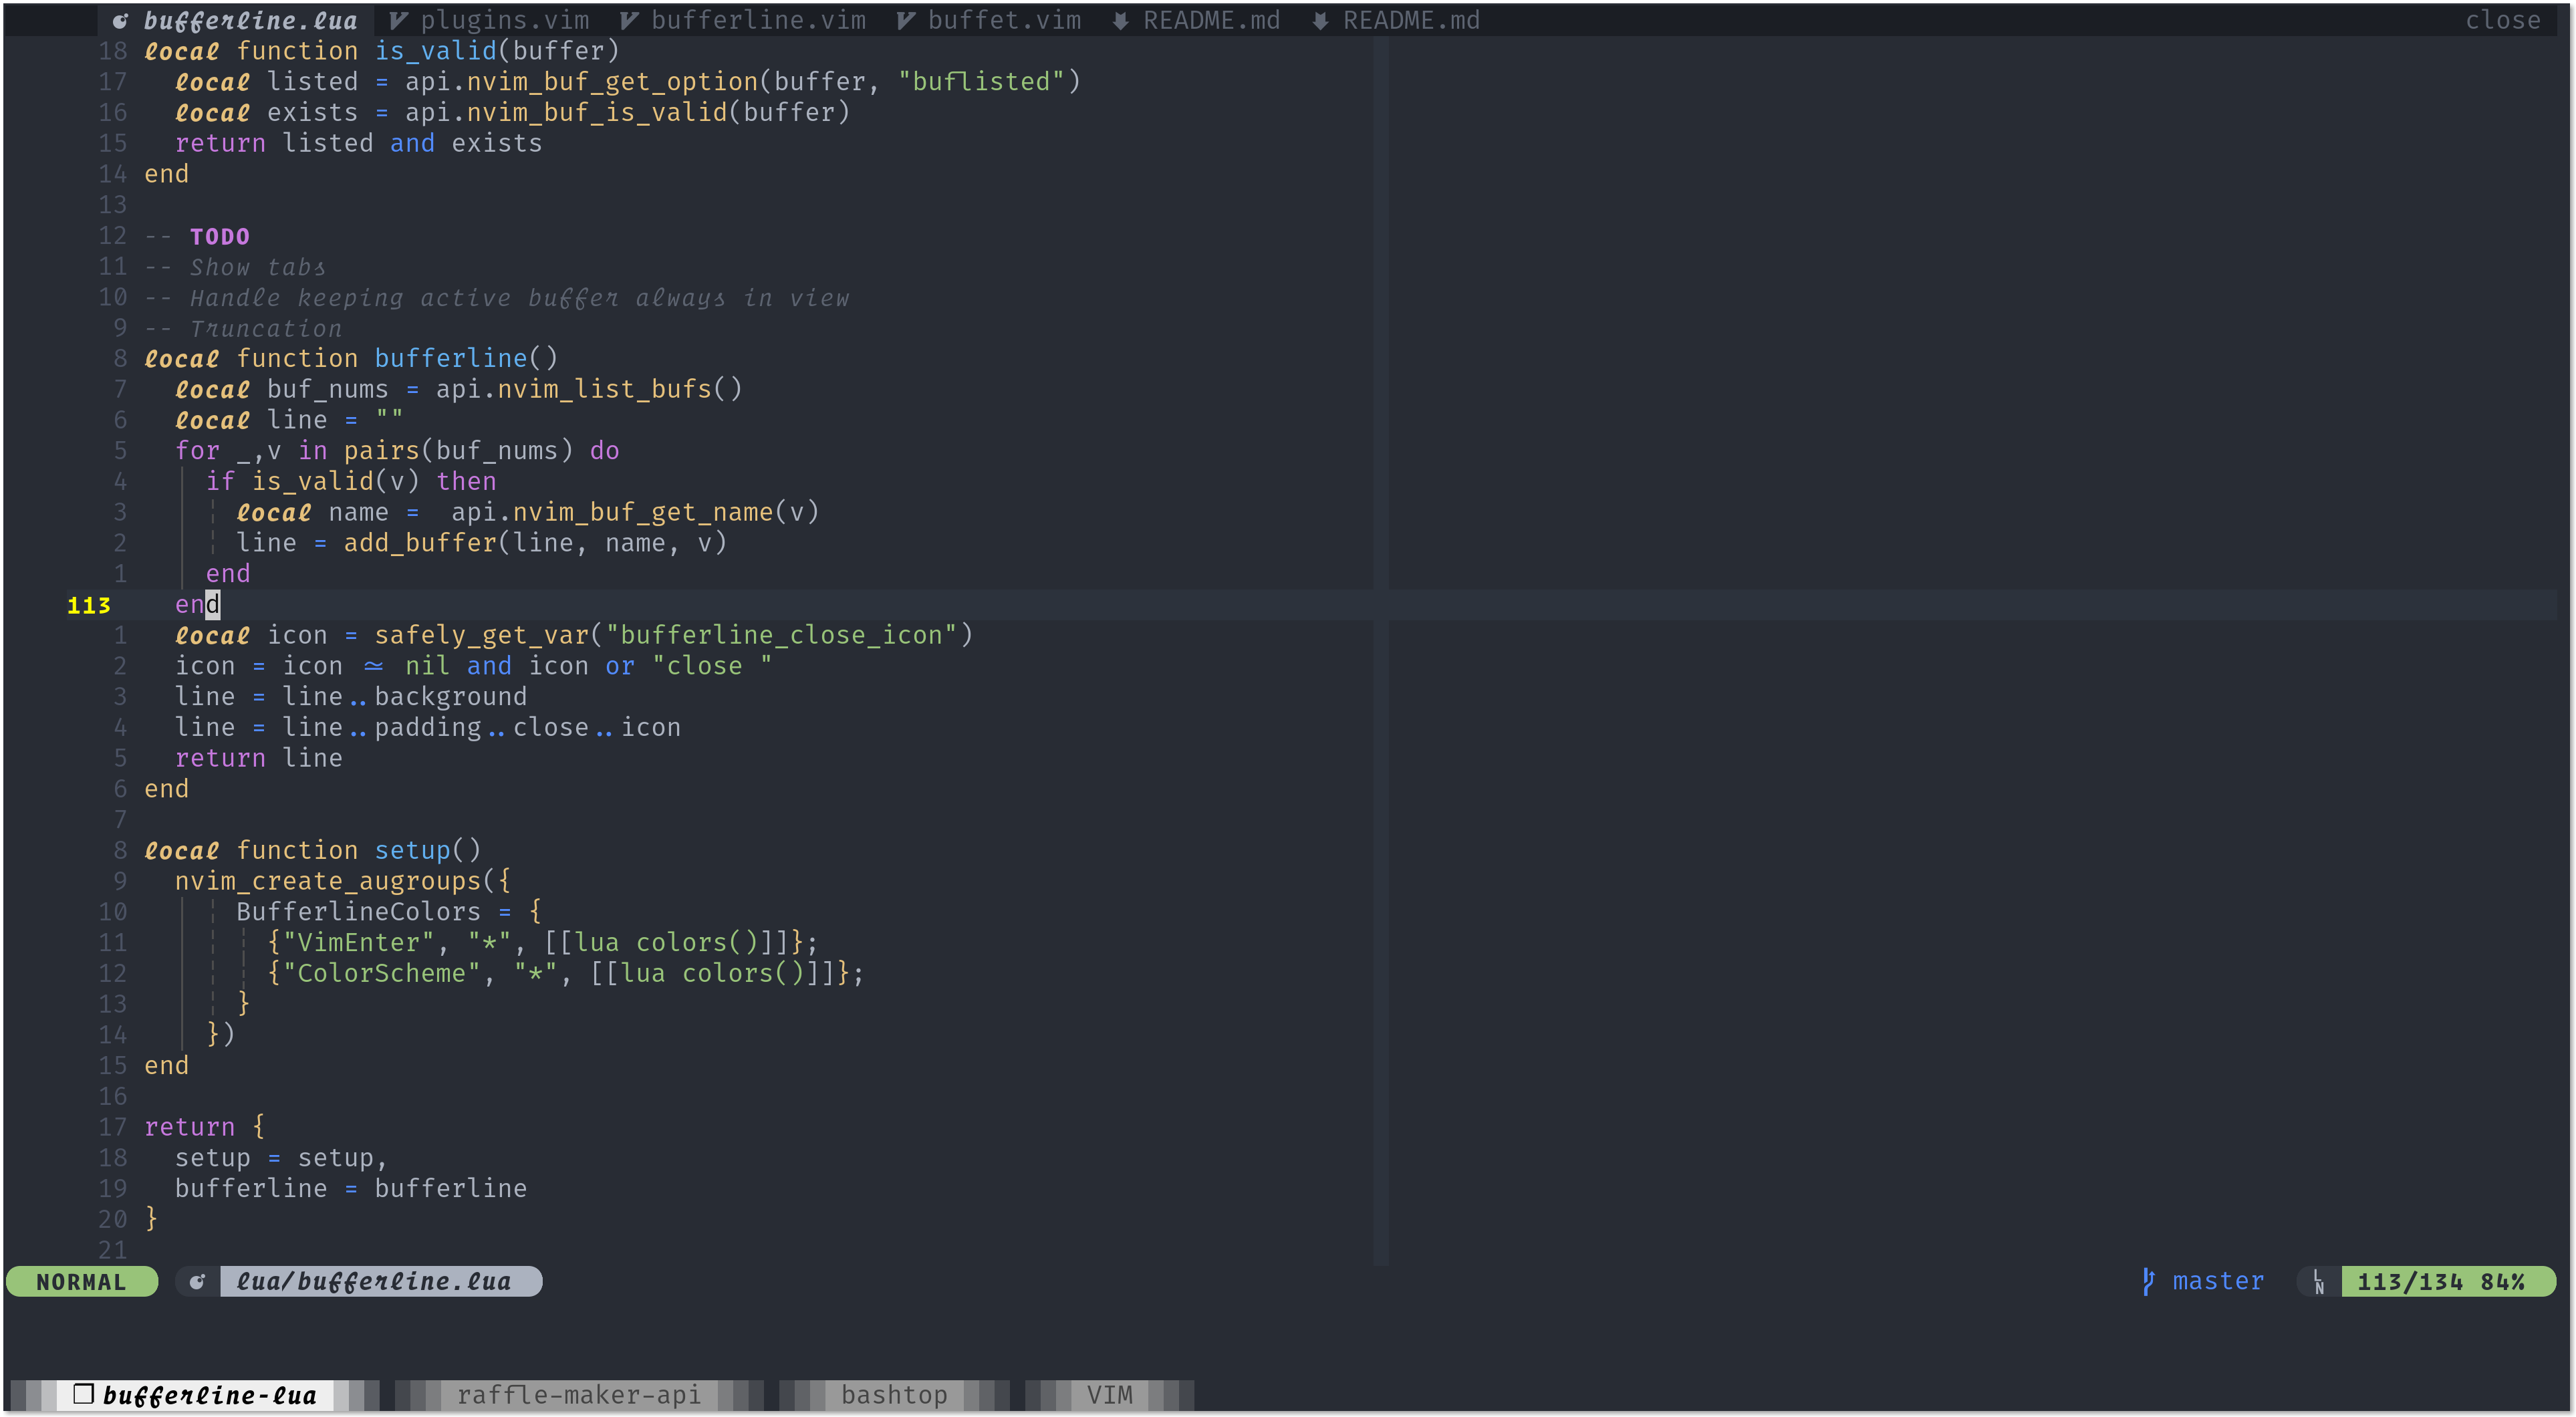 bufferline.lua plugins.vim bufferline.vim buffet.vim README.md README.md close
18 local function is_valid(buffer)
17   local listed = api.nvim_buf_get_option(buffer, "buflisted")
16   local exists = api.nvim_buf_is_valid(buffer)
15   return listed and exists
14 end
13
12 -- TODO
11 -- Show tabs
10 -- Handle keeping active buffer always in view
9 -- Truncation
8 local function bufferline()
7   local buf_nums = api.nvim_list_bufs()
6   local line = ""
5   for _,v in pairs(buf_nums) do
4     if is_valid(v) then
3       local name =  api.nvim_buf_get_name(v)
2       line = add_buffer(line, name, v)
1     end
113   end
1   local icon = safely_get_var("bufferline_close_icon")
2   icon = icon ~= nil and icon or "close "
3   line = line..background
4   line = line..padding..close..icon
5   return line
6 end
7
8 local function setup()
9   nvim_create_augroups({
10       BufferlineColors = {
11         {"VimEnter", "*", [[lua colors()]]};
12         {"ColorScheme", "*", [[lua colors()]]};
13       }
14     })
15 end
16
17 return {
18   setup = setup,
19   bufferline = bufferline
20 }
21
NORMAL lua/bufferline.lua master LN 113/134 84%
bufferline-lua raffle-maker-api bashtop VIM